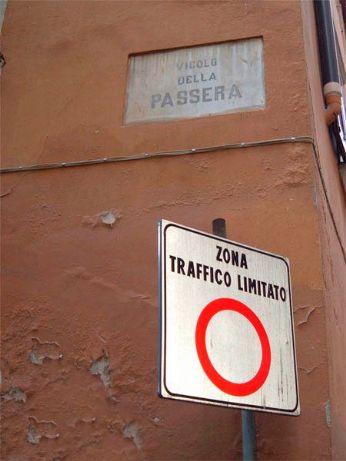 VICOLO
DELLA
PASSERA
ZONA
TRAFFICO LIMITATO